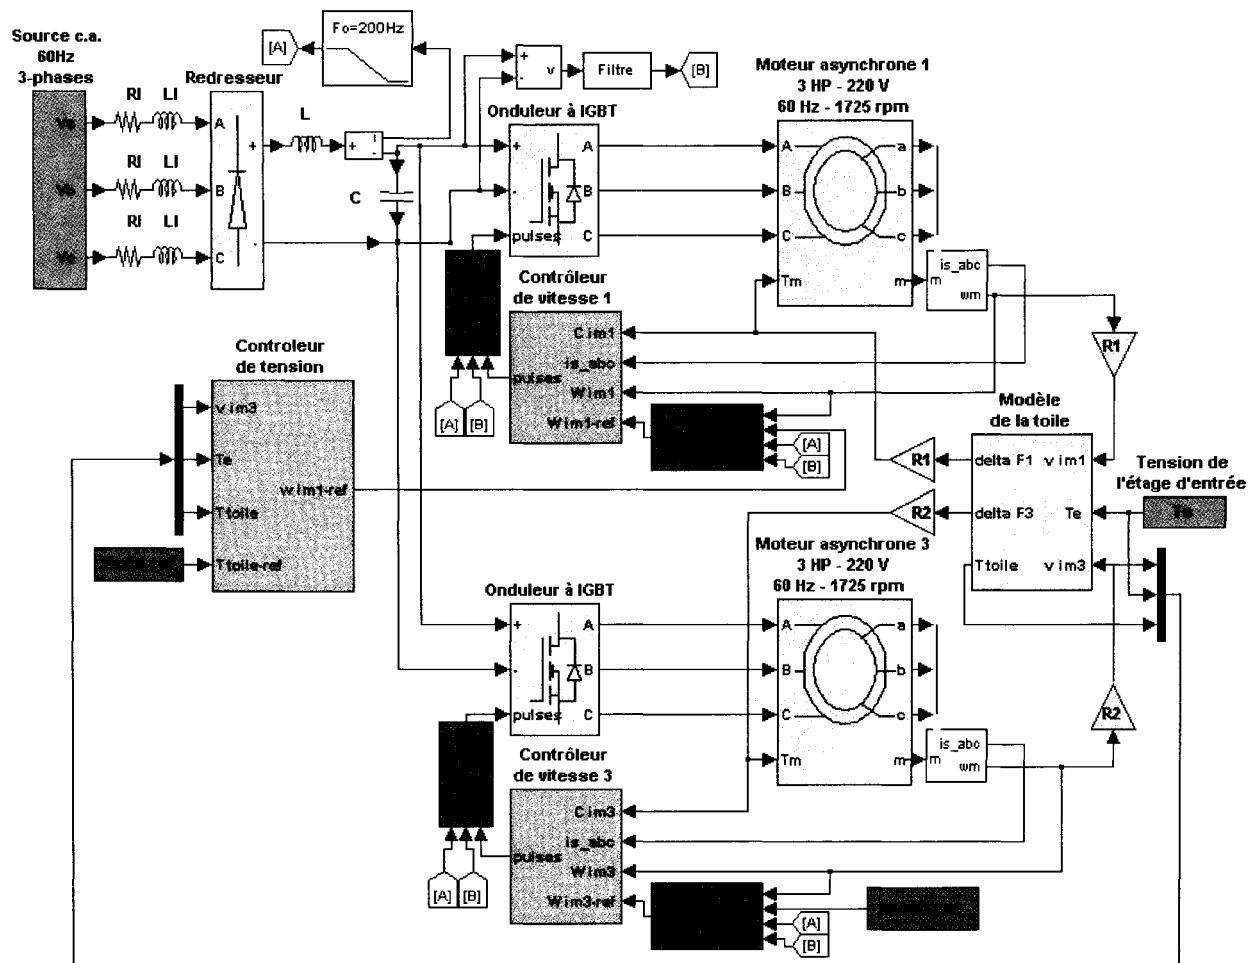 Source c.a.
60Hz
3-phases
Redresseur
Rl Ll
Rl Ll
Rl Ll
A
B
C
+
-
L
+
i
-
C
[A]
Fo=200Hz
+
-
v
Filtre
[B]
Onduleur à IGBT
+
-
pulses
A
B
C
Moteur asynchrone 1
3 HP - 220 V
60 Hz - 1725 rpm
A
B
C
Tm
a
b
c
m
m
is_abc
wm
R1
Contrôleur
de vitesse 1
Cim1
is_abc
pulses
Wim1
Wim1-ref
[A]
[B]
[A]
[B]
Controleur
de tension
vim3
Te
Ttoile
Ttoile-ref
wim1-ref
R1
R2
Modèle
de la toile
delta F1
delta F3
Ttoile
vim1
Te
vim3
Tension de
l'étage d'entrée
Te
Onduleur à IGBT
+
-
pulses
A
B
C
Moteur asynchrone 3
3 HP - 220 V
60 Hz - 1725 rpm
A
B
C
Tm
a
b
c
m
m
is_abc
wm
R2
Contrôleur
de vitesse 3
Cim3
is_abc
pulses
Wim3
Wim3-ref
[A]
[B]
[A]
[B]